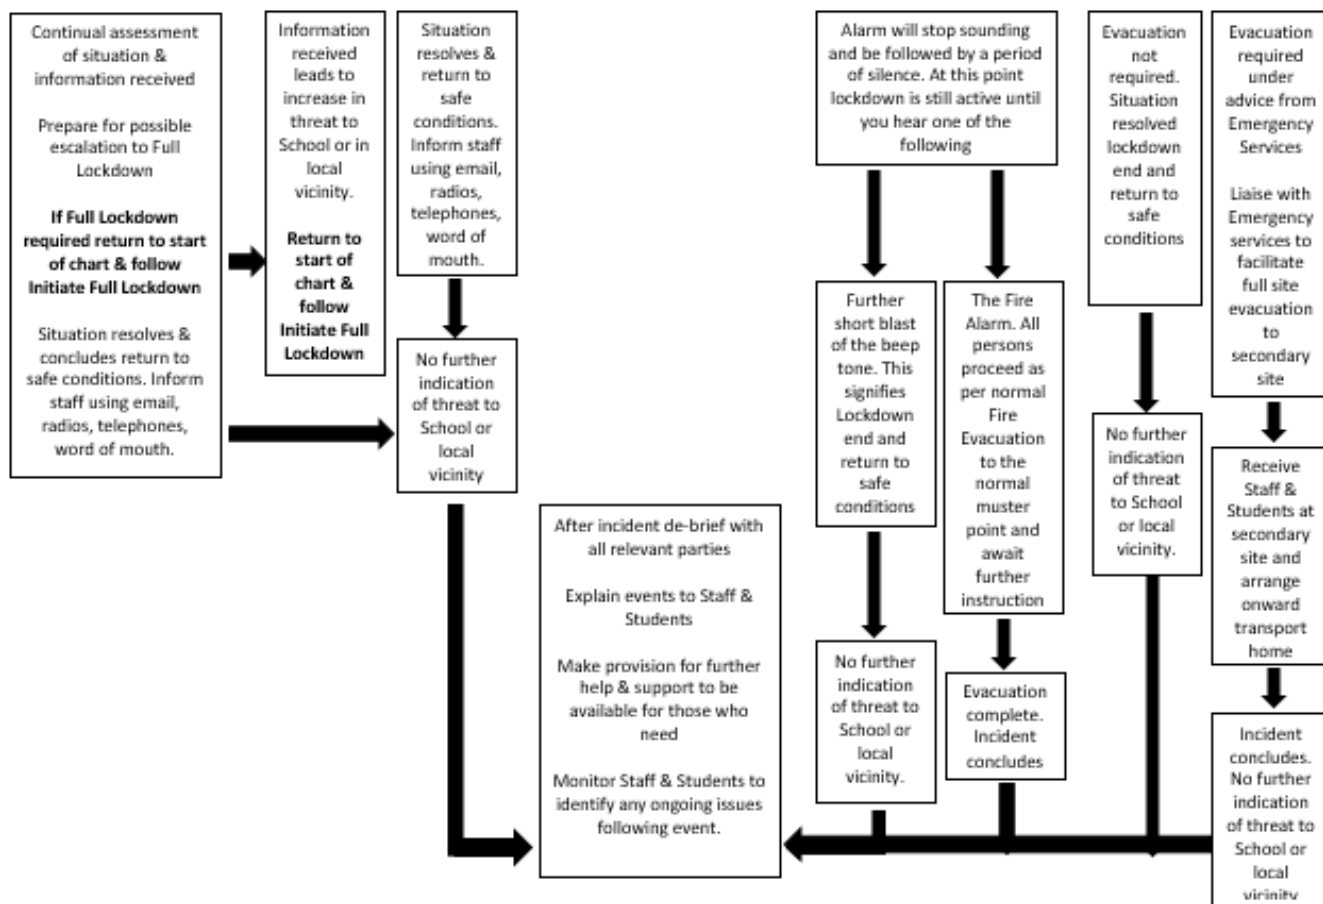 Continual assessment
of situation &
information received
Prepare for possible
escalation to Full
Lockdown
If Full Lockdown
required return to start
of chart & follow
Initiate Full Lockdown
Situation resolves &
concludes return to
safe conditions. Inform
staff using email,
radios, telephones,
word of mouth.
Information
received
leads to
increase in
threat to
School or in
local
vicinity.
Return to
start of
chart &
follow
Initiate Full
Lockdown
Situation
resolves &
return to
safe
conditions.
Inform staff
using email,
radios,
telephones,
word of
mouth.
No further
indication
of threat to
School or
local
vicinity
After incident de-brief with
all relevant parties
Explain events to Staff &
Students
Make provision for further
help & support to be
available for those who
need
Monitor Staff & Students to
identify any ongoing issues
following event.
Alarm will stop sounding
and be followed by a period
of silence. At this point
lockdown is still active until
you hear one of the
following
Further
short blast
of the beep
tone. This
signifies
Lockdown
end and
return to
safe
conditions
No further
indication
of threat to
School or
local
vicinity.
The Fire
Alarm. All
persons
proceed as
per normal
Fire
Evacuation
to the
normal
muster
point and
await
further
instruction
Evacuation
complete.
Incident
concludes
Evacuation
not
required.
Situation
resolved
lockdown
end and
return to
safe
conditions
No further
indication
of threat
to School
or local
vicinity.
Evacuation
required
under
advice from
Emergency
Services
Liaise with
Emergency
services to
facilitate
full site
evacuation
to
secondary
site
Receive
Staff &
Students at
secondary
site and
arrange
onward
transport
home
Incident
concludes.
No further
indication
of threat to
School or
local
vicinity